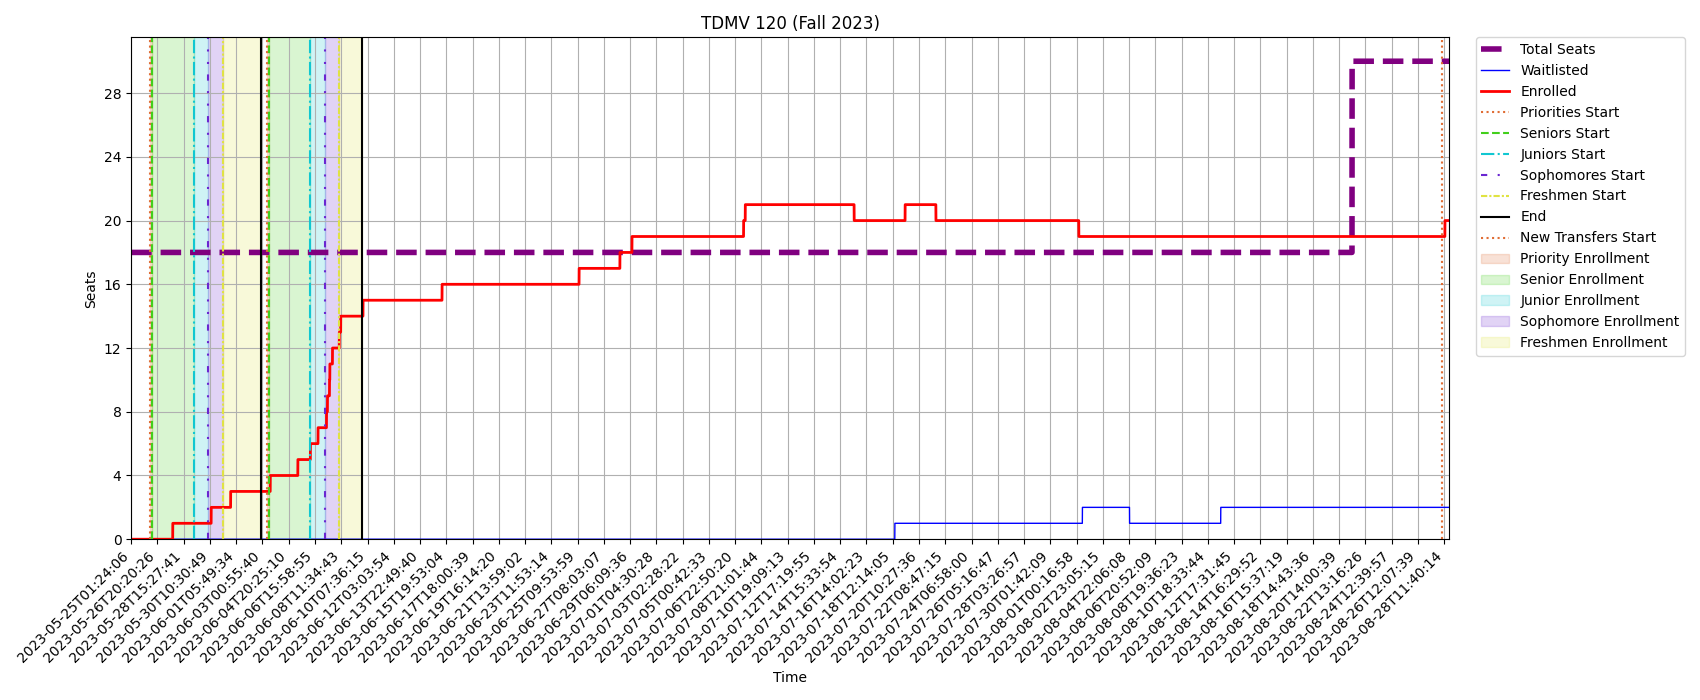 TDMV 120 (Fall 2023)
Seats
28
24
20
16
12
8
4
0
2023-05-25T01:24:06
2023-05-26T20:20:26
2023-05-28T15:27:41
2023-05-30T10:30:49
2023-06-01T05:49:34
2023-06-03T00:55:40
2023-06-04T20:25:10
2023-06-06T15:58:55
2023-06-08T11:34:43
2023-06-10T07:36:15
2023-06-12T03:03:54
2023-06-13T22:49:40
2023-06-15T19:53:04
2023-06-17T18:00:39
2023-06-19T16:14:20
2023-06-21T13:59:02
2023-06-23T11:53:14
2023-06-25T09:53:59
2023-06-27T08:03:07
2023-06-29T06:09:36
2023-07-01T04:30:28
2023-07-03T02:28:22
2023-07-05T00:42:33
2023-07-06T22:50:20
2023-07-08T21:01:44
2023-07-10T19:09:13
2023-07-12T17:19:55
2023-07-14T15:33:54
2023-07-16T14:02:23
2023-07-18T12:14:05
2023-07-20T10:27:36
2023-07-22T08:47:15
2023-07-24T06:58:00
2023-07-26T05:16:47
2023-07-28T03:26:57
2023-07-30T01:42:09
2023-08-01T00:16:58
2023-08-02T23:05:15
2023-08-04T22:06:08
2023-08-06T20:52:09
2023-08-08T19:36:23
2023-08-10T18:33:44
2023-08-12T17:31:45
2023-08-14T16:29:52
2023-08-16T15:37:19
2023-08-18T14:43:36
2023-08-20T14:00:39
2023-08-22T13:16:26
2023-08-24T12:39:57
2023-08-26T12:07:39
2023-08-28T11:40:14
Time
Total Seats
Waitlisted
Enrolled
Priorities Start
Seniors Start
Juniors Start
Sophomores Start
Freshmen Start
End
New Transfers Start
Priority Enrollment
Senior Enrollment
Junior Enrollment
Sophomore Enrollment
Freshmen Enrollment